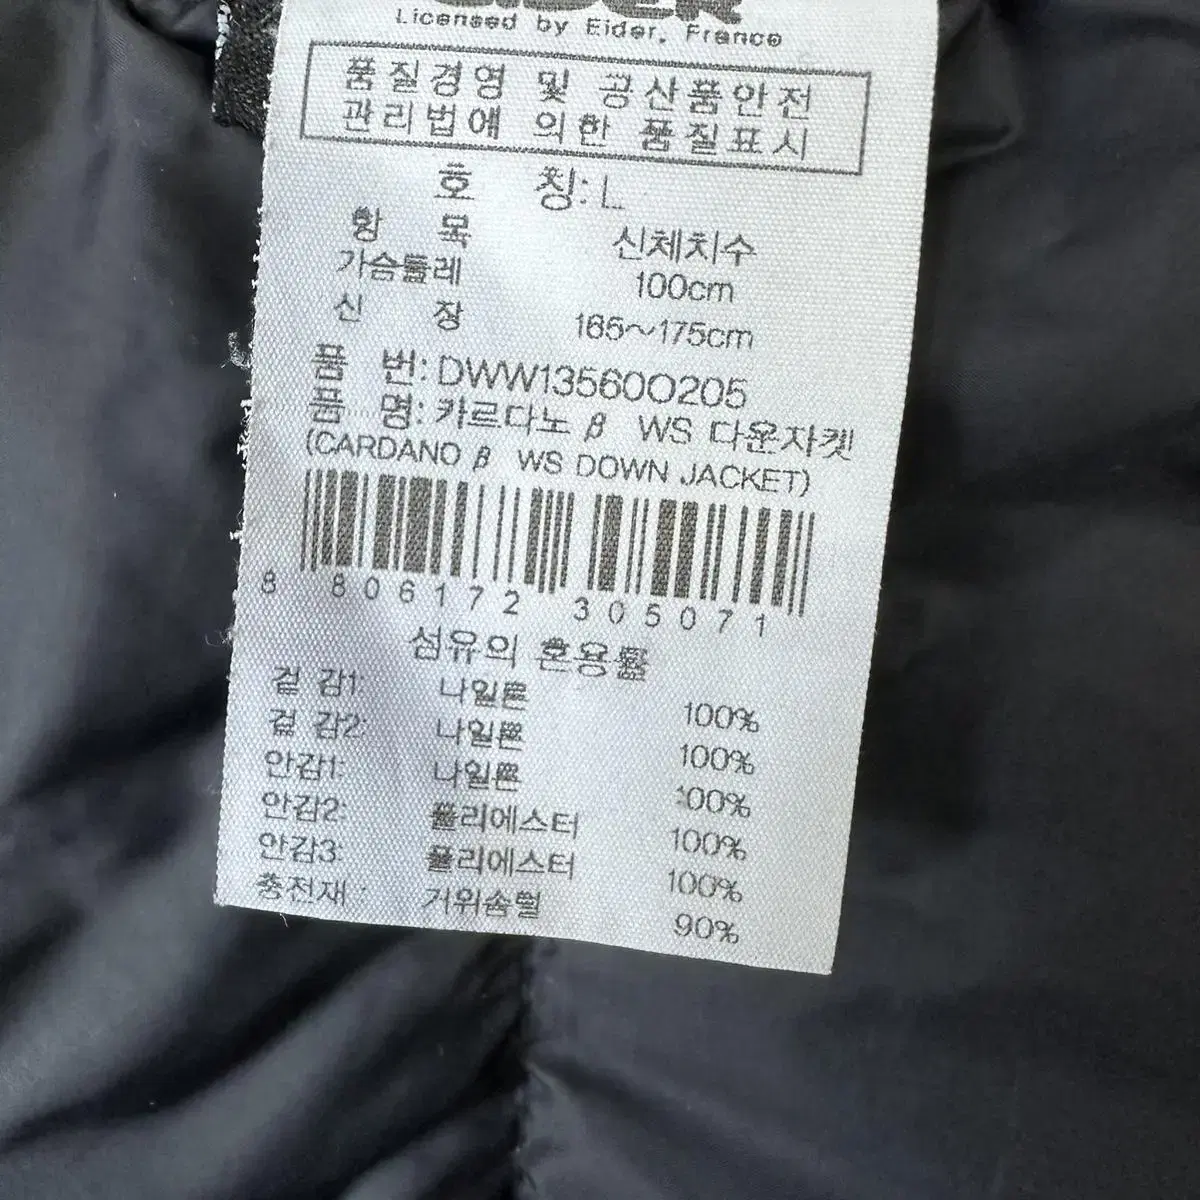 EIDER
Licensed by Eider, France
품질경영 및 공산품안전
관리법에 의한 품질표시
호 칭: L
항 목 신체치수
가슴둘레 100cm
신 장 165~175cm
품 번: DWW13560O205
품 명: 카르다노 β WS 다운자켓
(CARDANO β WS DOWN JACKET)
8 806172 305071
섬유의 혼용률
겉 감1: 나일론 100%
겉 감2: 나일론 100%
안감1: 나일론 100%
안감2: 폴리에스터 100%
안감3: 폴리에스터 100%
충전재 : 거위솜털 90%